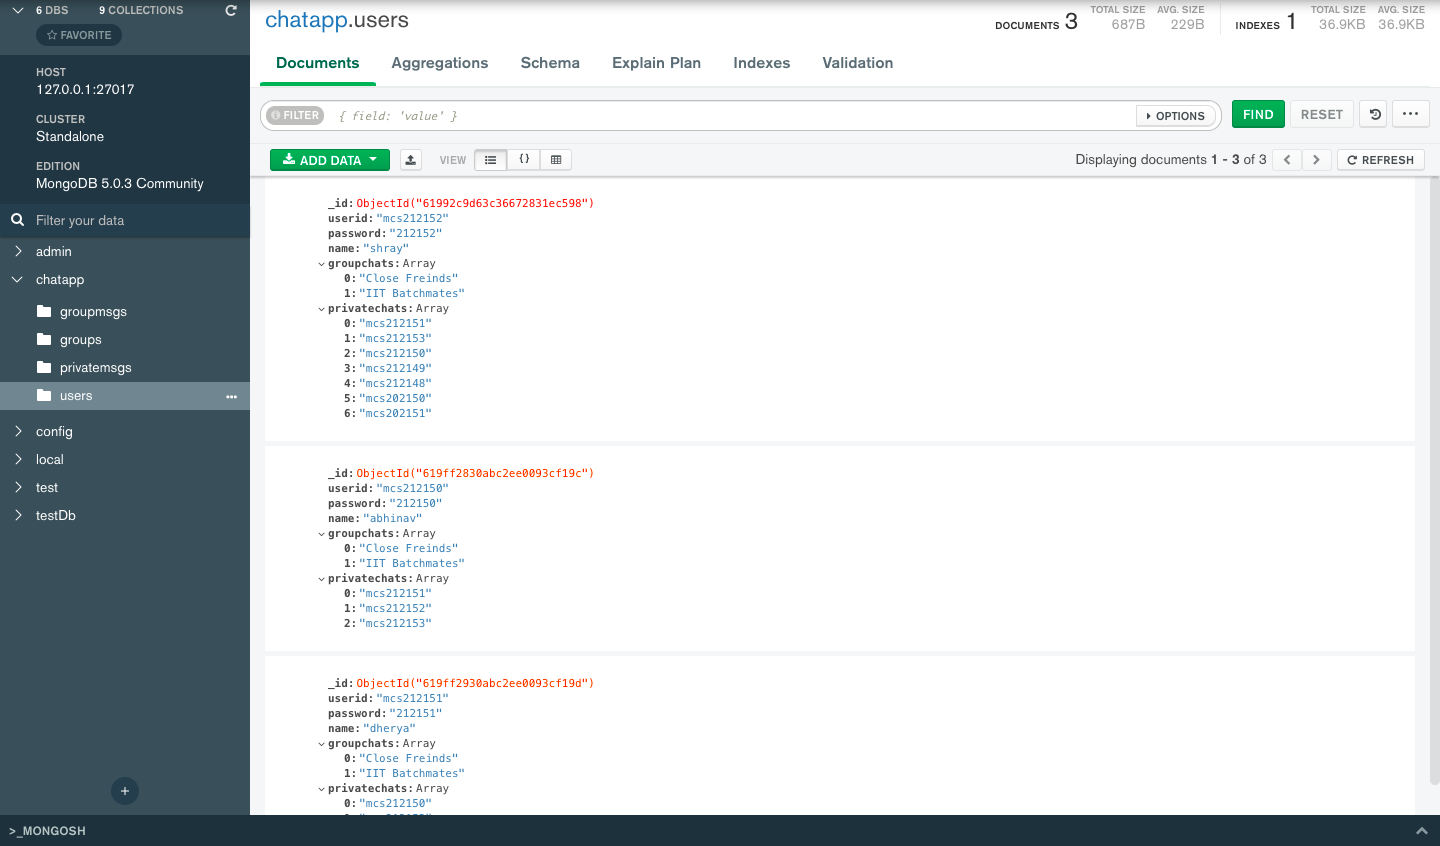 6 DBS 9 COLLECTIONS
FAVORITE
HOST
127.0.0.1:27017
CLUSTER
Standalone
EDITION
MongoDB 5.0.3 Community
Filter your data
admin
chatapp
groupmsgs
groups
privatemsgs
users
config
local
test
testDb
chatapp.users
DOCUMENTS 3 TOTAL SIZE 687B AVG. SIZE 229B INDEXES 1 TOTAL SIZE 36.9KB AVG. SIZE 36.9KB
Documents Aggregations Schema Explain Plan Indexes Validation
FILTER { field: 'value' } OPTIONS FIND RESET ...
ADD DATA VIEW {} Displaying documents 1 - 3 of 3 REFRESH
_id: ObjectId("61992c9d63c36672831ec598")
userid: "mcs212152"
password: "212152"
name: "shray"
groupchats: Array
0: "Close Freinds"
1: "IIT Batchmates"
privatechats: Array
0: "mcs212151"
1: "mcs212153"
2: "mcs212150"
3: "mcs212149"
4: "mcs212148"
5: "mcs202150"
6: "mcs202151"
_id: ObjectId("619ff2830abc2ee0093cf19c")
userid: "mcs212150"
password: "212150"
name: "abhinav"
groupchats: Array
0: "Close Freinds"
1: "IIT Batchmates"
privatechats: Array
0: "mcs212151"
1: "mcs212152"
2: "mcs212153"
_id: ObjectId("619ff2930abc2ee0093cf19d")
userid: "mcs212151"
password: "212151"
name: "dherya"
groupchats: Array
0: "Close Freinds"
1: "IIT Batchmates"
privatechats: Array
0: "mcs212150"
>_MONGOSH